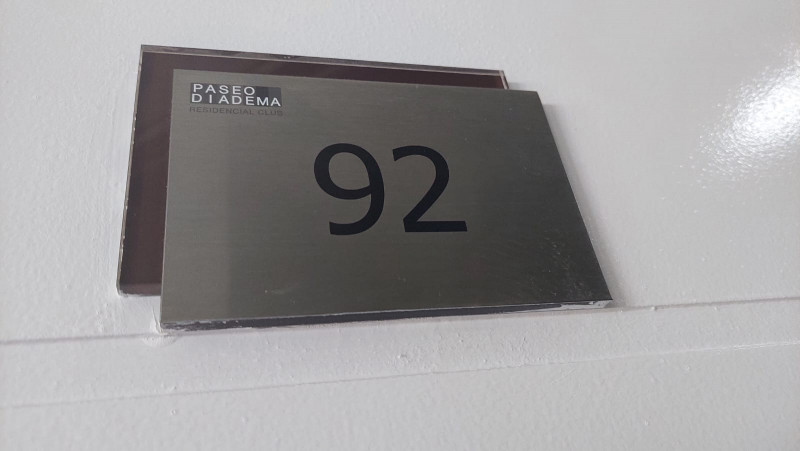 PASEO
DIADEMA
RESIDENCIAL CLUB
92